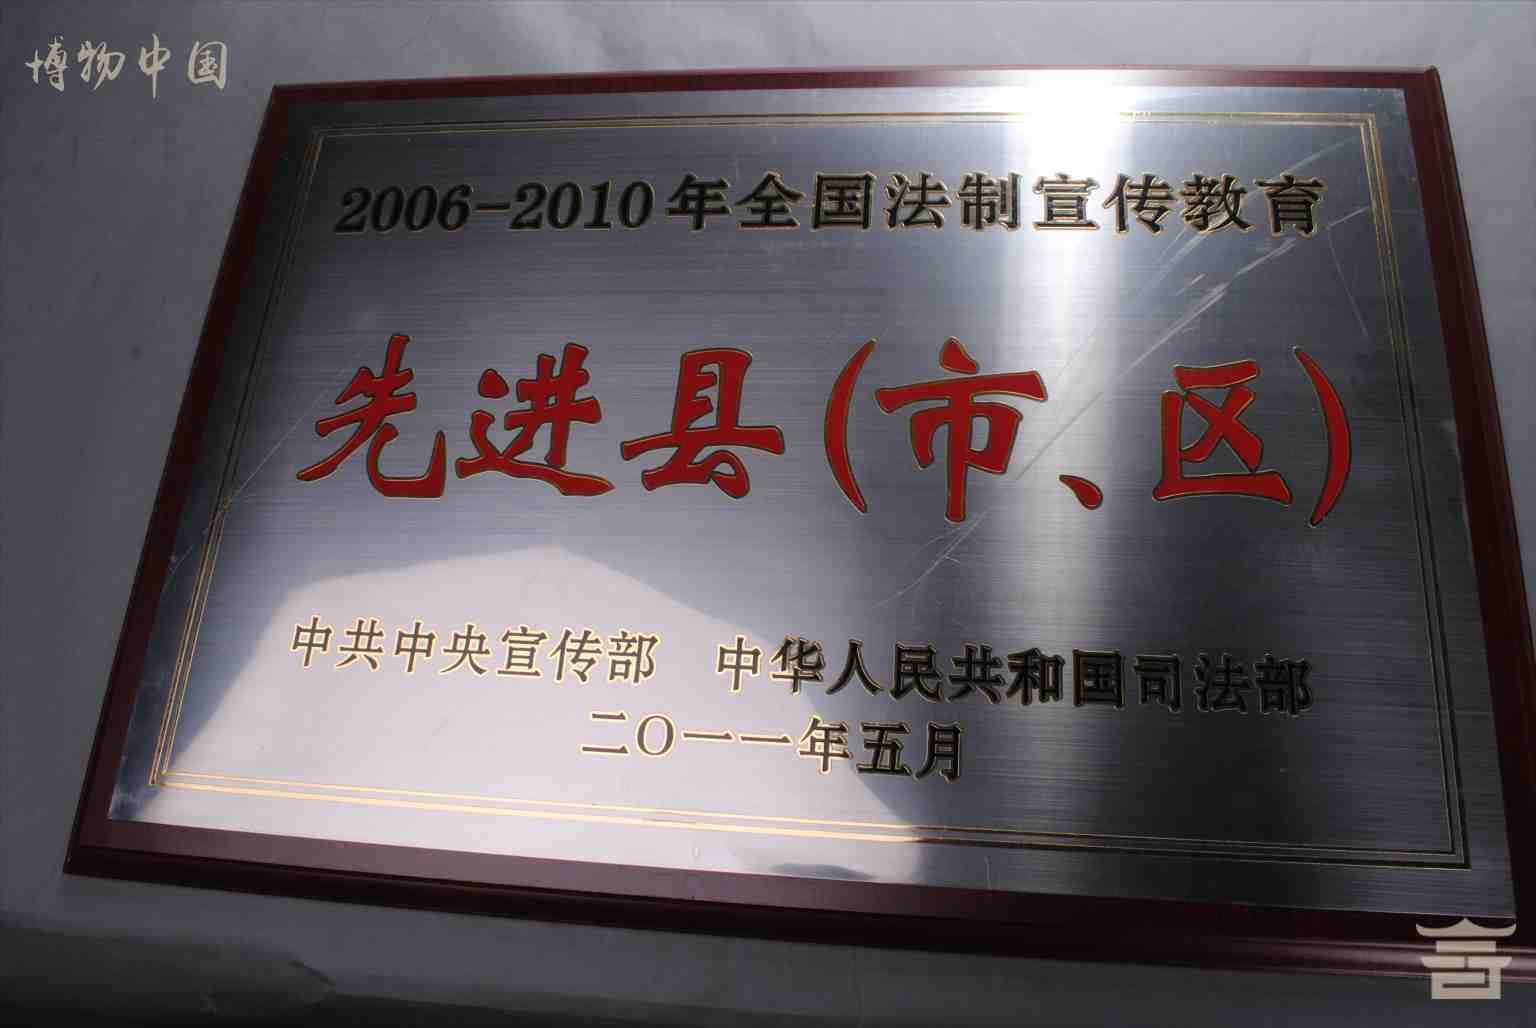 博物中国
2006-2010年全国法制宣传教育
先进县(市、区)
中共中央宣传部 中华人民共和国司法部
二〇一一年五月